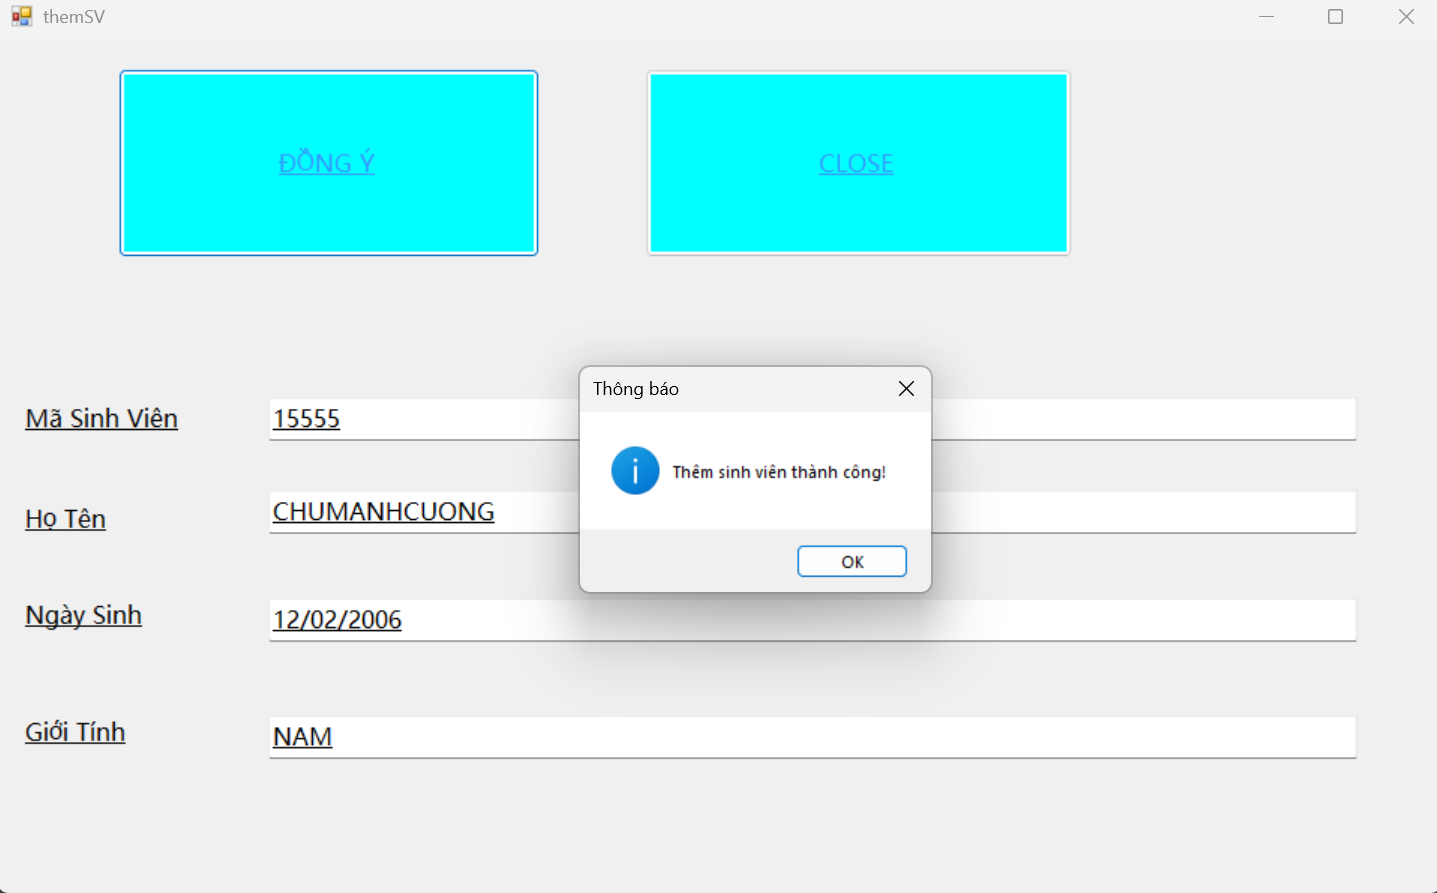 themSV
ĐỒNG Ý
CLOSE
Thông báo
Thêm sinh viên thành công!
OK
Mã Sinh Viên
15555
Họ Tên
CHUMANHCUONG
Ngày Sinh
12/02/2006
Giới Tính
NAM